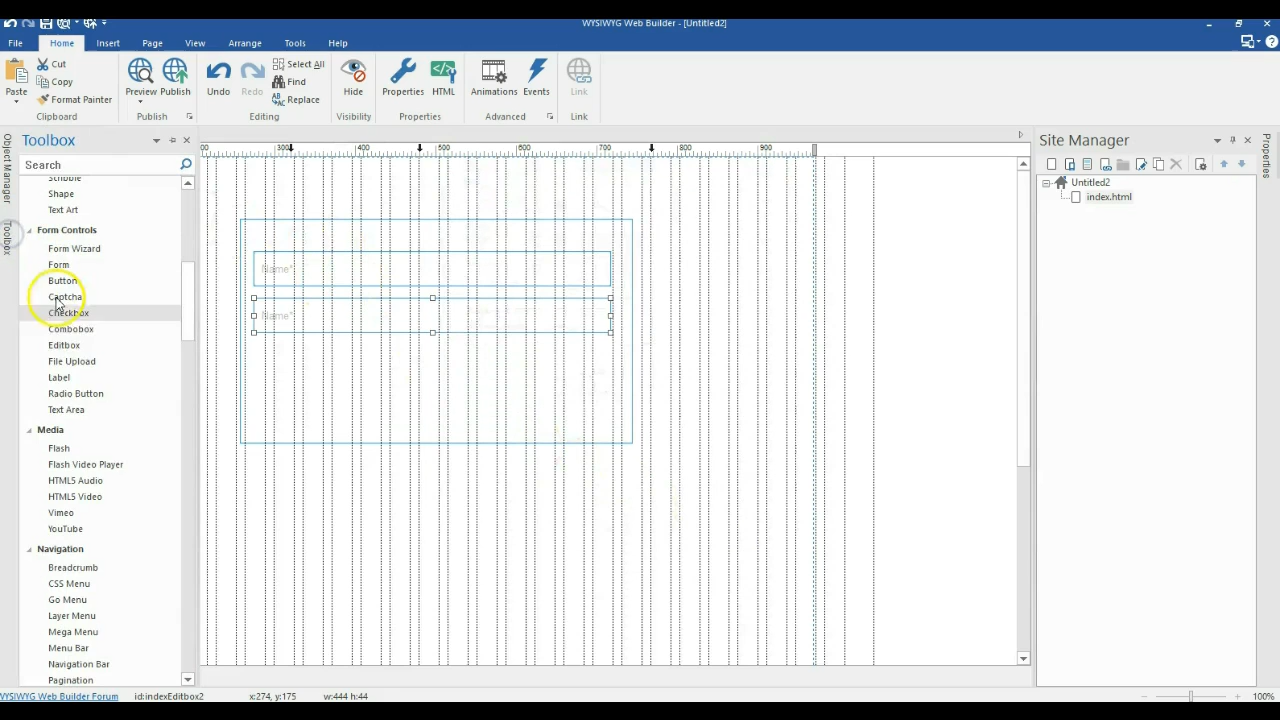 WYSIWYG Web Builder - [Untitled2]
File Home Insert Page View Arrange Tools Help
Paste
Cut
Copy
Format Painter
Clipboard
Preview Publish
Publish
Undo Redo
Select All
Find
Replace
Editing
Hide
Visibility
Properties HTML
Properties
Animations Events
Advanced
Link
Link
Object Manager
Toolbox
Toolbox
Search
Scribble
Shape
Text Art
Form Controls
Form Wizard
Form
Button
Captcha
Checkbox
Combobox
Editbox
File Upload
Label
Radio Button
Text Area
Media
Flash
Flash Video Player
HTML5 Audio
HTML5 Video
Vimeo
YouTube
Navigation
Breadcrumb
CSS Menu
Go Menu
Layer Menu
Mega Menu
Menu Bar
Navigation Bar
Pagination
00 300 400 500 600 700 800 900
Name*
Name*
Site Manager
Untitled2
index.html
Properties
WYSIWYG Web Builder Forum id:indexEditbox2 x:274, y:175 w:444 h:44 100%